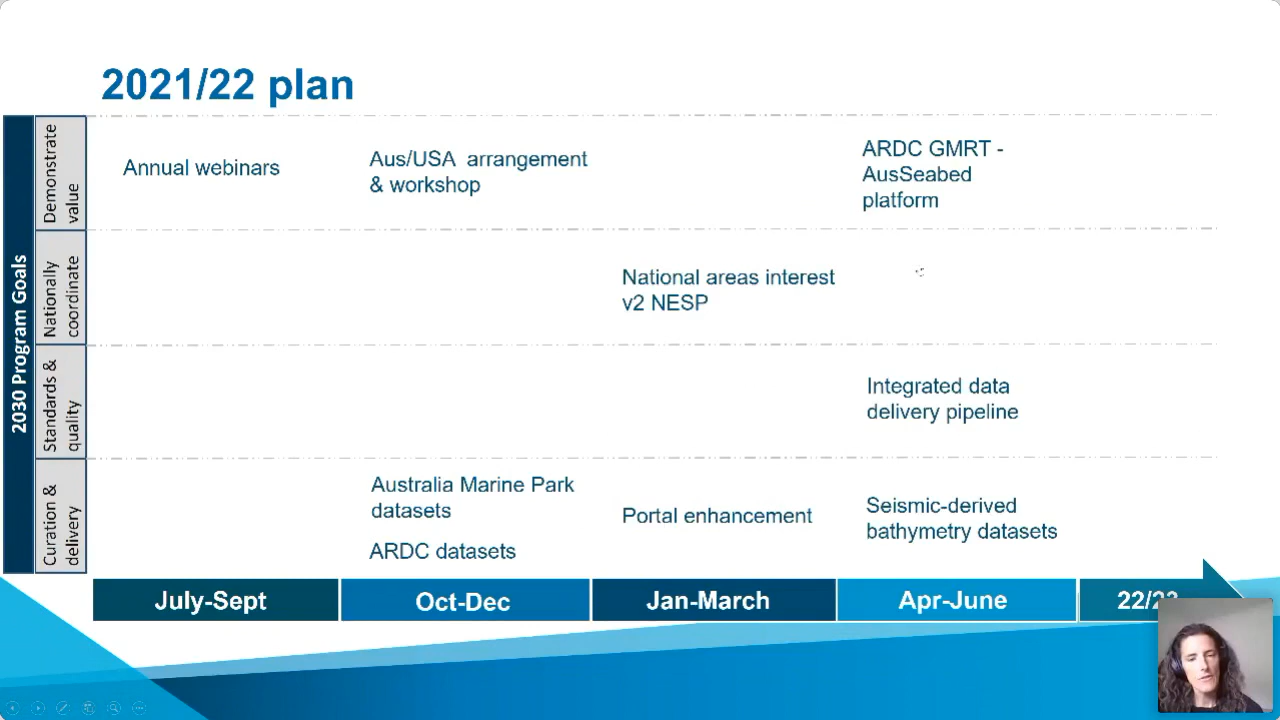 2021/22 plan
2030 Program Goals
Demonstrate
value
Annual webinars
Aus/USA arrangement
& workshop
ARDC GMRT -
AusSeabed
platform
Nationally
coordinate
National areas interest
v2 NESP
Standards &
quality
Integrated data
delivery pipeline
Curation &
delivery
Australia Marine Park
datasets
ARDC datasets
Portal enhancement
Seismic-derived
bathymetry datasets
July-Sept
Oct-Dec
Jan-March
Apr-June
22/23